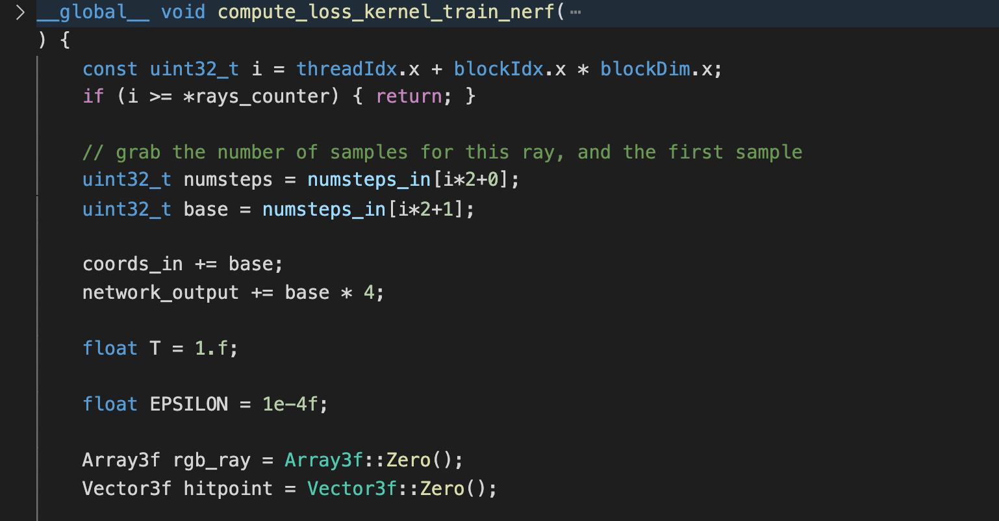 __global__ void compute_loss_kernel_train_nerf( ⋯
) {
const uint32_t i = threadIdx.x + blockIdx.x * blockDim.x;
if (i >= *rays_counter) { return; }
// grab the number of samples for this ray, and the first sample
uint32_t numsteps = numsteps_in[i*2+0];
uint32_t base = numsteps_in[i*2+1];
coords_in += base;
network_output += base * 4;
float T = 1.f;
float EPSILON = 1e-4f;
Array3f rgb_ray = Array3f::Zero();
Vector3f hitpoint = Vector3f::Zero();